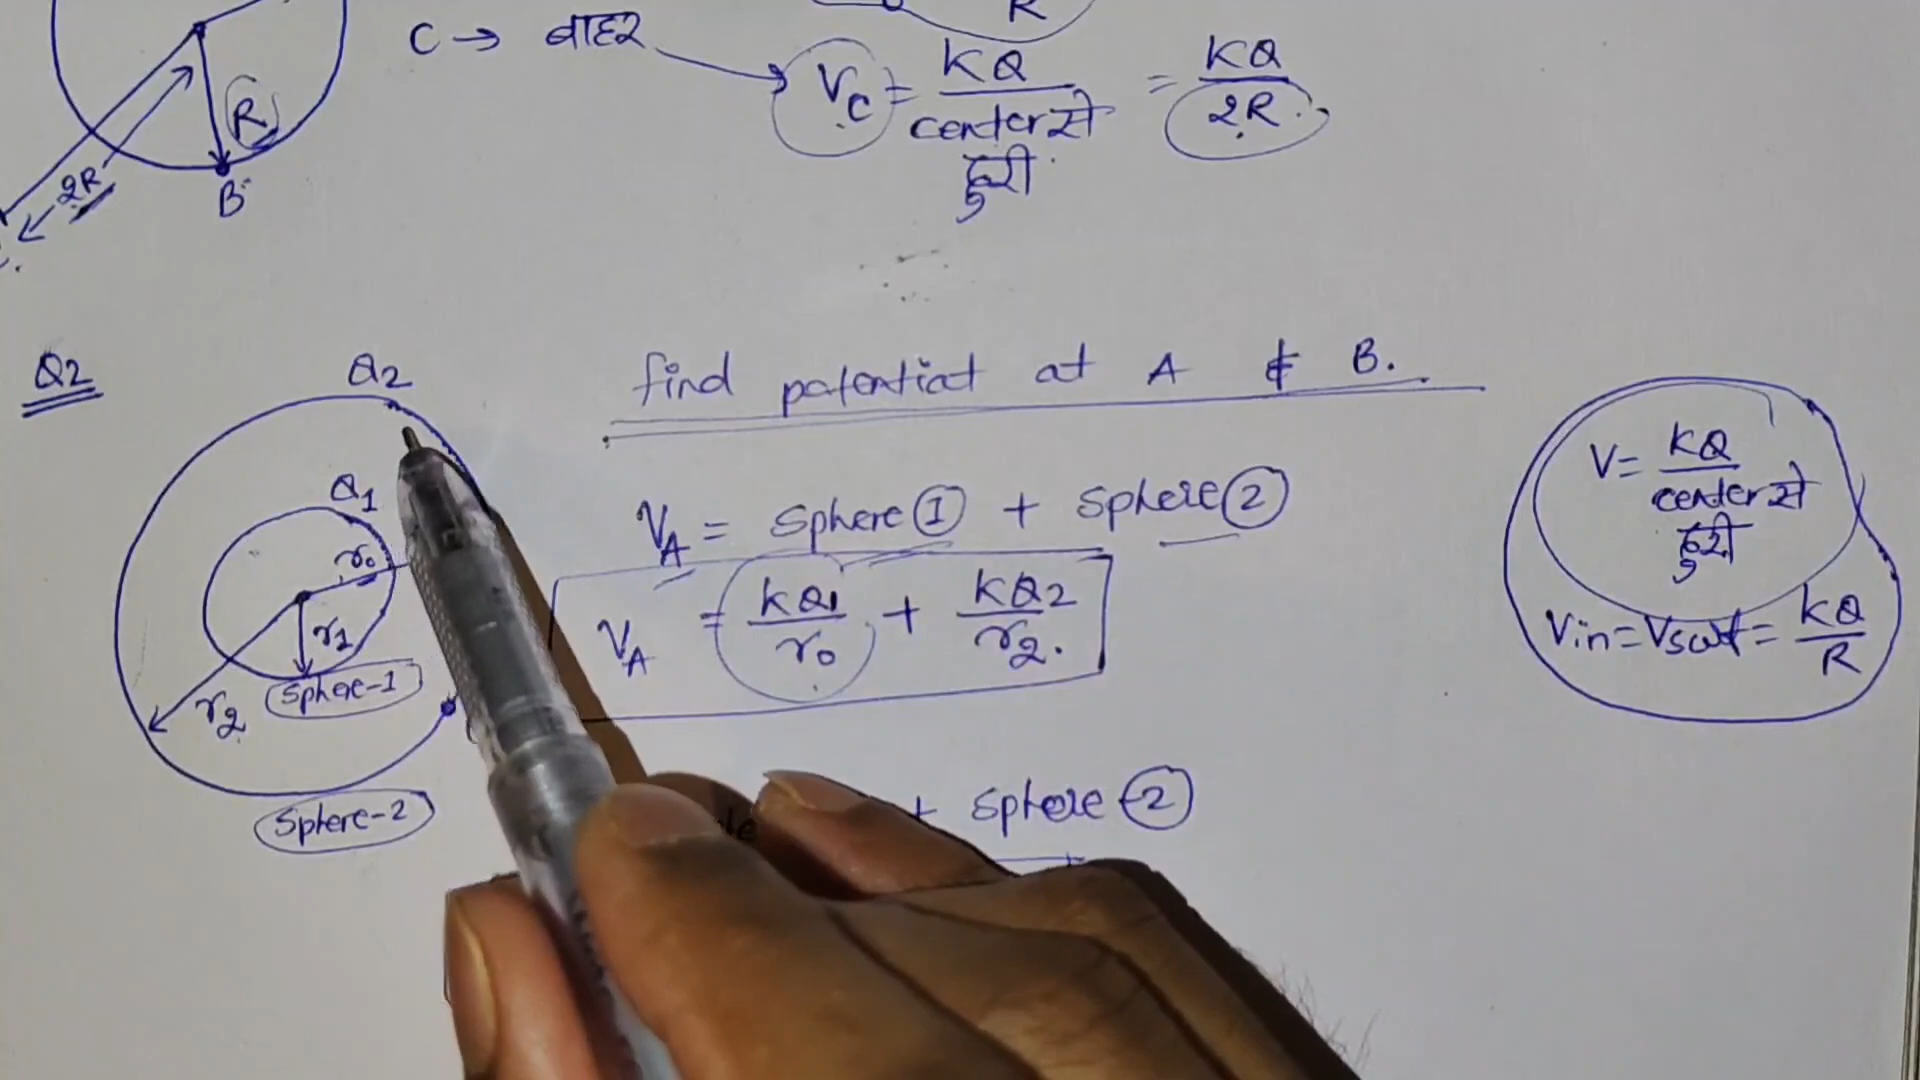 R
C → बाहर
Vc = KQ / center से दुरी = KQ / 2R.
R
2R
B
Q2
Q2
find potential at A & B.
Q1
r0
r1
r2
Sphere-1
Sphere-2
VA = Sphere ① + Sphere ②
VA = KQ1 / r0 + KQ2 / r2.
+ Sphere -②
V = KQ / center से दुरी
Vin = Vsurf = KQ / R